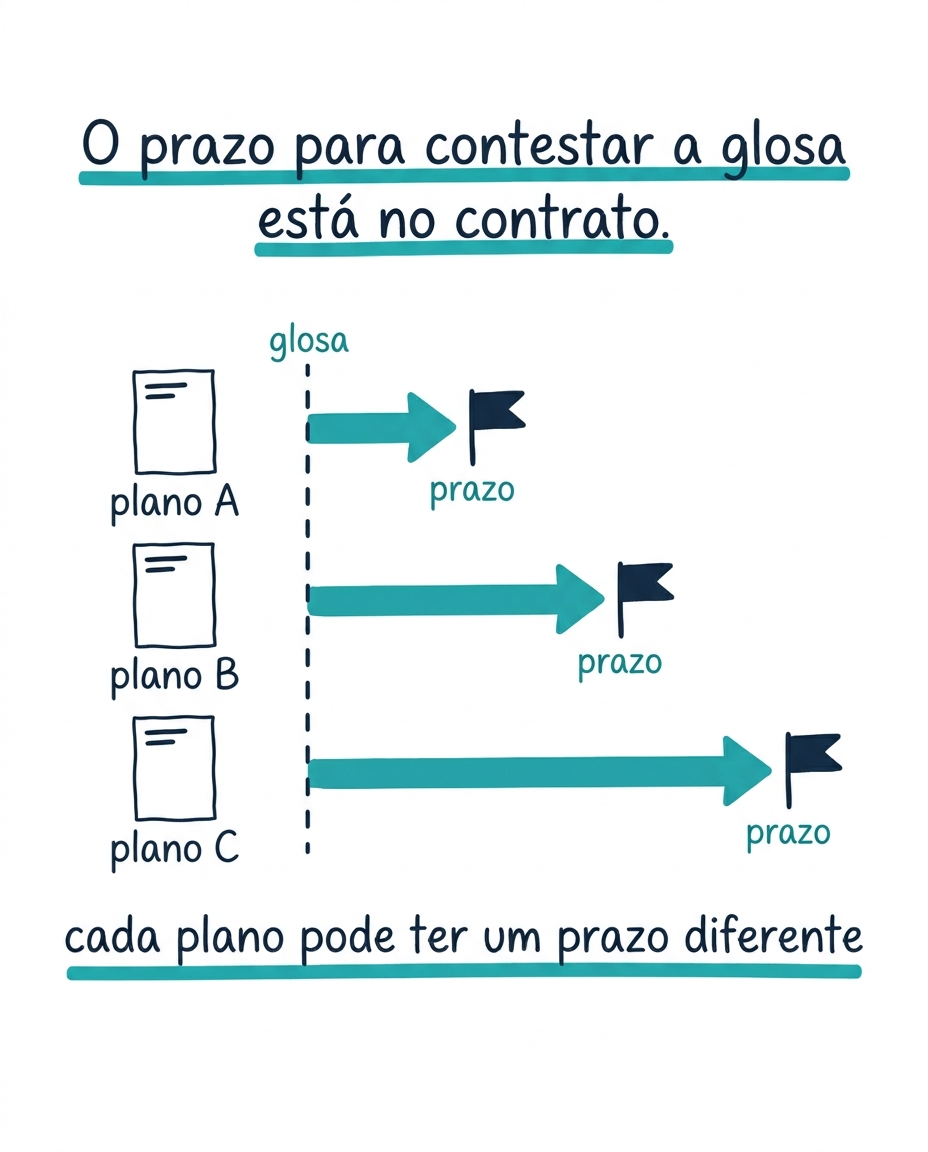 O prazo para contestar a glosa
está no contrato.
glosa
plano A
prazo
plano B
prazo
plano C
prazo
cada plano pode ter um prazo diferente